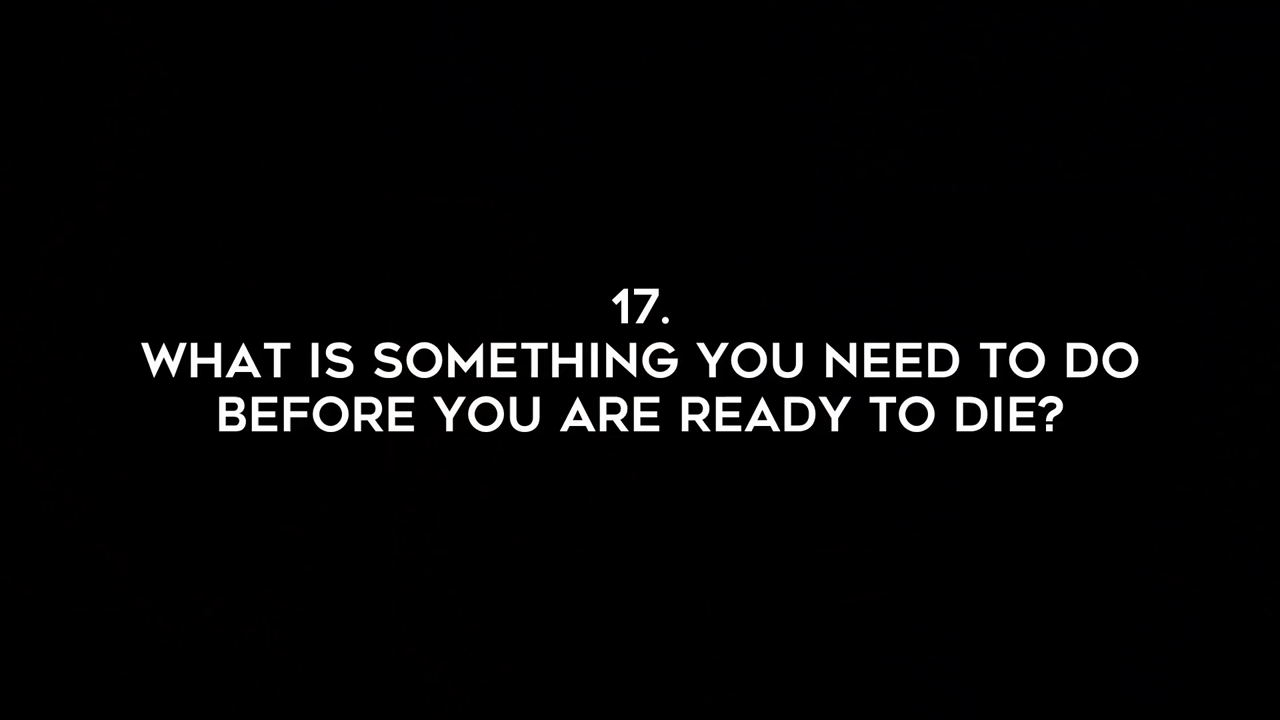 17.
WHAT IS SOMETHING YOU NEED TO DO
BEFORE YOU ARE READY TO DIE?